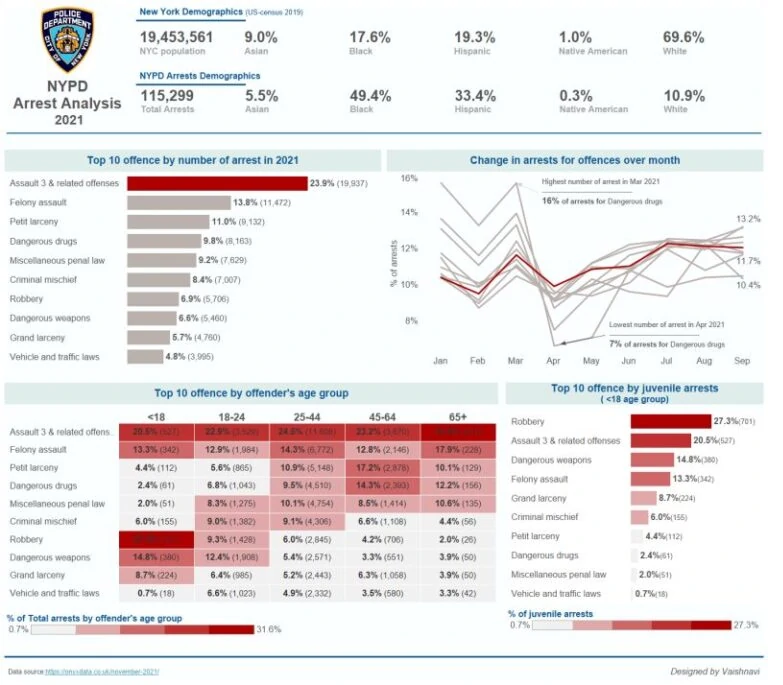 POLICE
DEPARTMENT
CITY OF NEW YORK
NYPD
Arrest Analysis
2021
New York Demographics (US-census 2019)
19,453,561 9.0% 17.6% 19.3% 1.0% 69.6%
NYC population Asian Black Hispanic Native American White
NYPD Arrests Demographics
115,299 5.5% 49.4% 33.4% 0.3% 10.9%
Total Arrests Asian Black Hispanic Native American White
Top 10 offence by number of arrest in 2021
Assault 3 & related offenses 23.9% (19,937)
Felony assault 13.8% (11,472)
Petit larceny 11.0% (9,132)
Dangerous drugs 9.8% (8,163)
Miscellaneous penal law 9.2% (7,629)
Criminal mischief 8.4% (7,007)
Robbery 6.9% (5,706)
Dangerous weapons 6.6% (5,460)
Grand larceny 5.7% (4,760)
Vehicle and traffic laws 4.8% (3,995)
Change in arrests for offences over month
% of arrests
16%
14%
12%
10%
8%
Highest number of arrest in Mar 2021
16% of arrests for Dangerous drugs
13.2%
11.7%
10.4%
Lowest number of arrest in Apr 2021
7% of arrests for Dangerous drugs
Jan Feb Mar Apr May Jun Jul Aug Sep
Top 10 offence by offender's age group
<18 18-24 25-44 45-64 65+
Assault 3 & related offens. 20.5% (527) 22.9% 24.5% 23.2%
Felony assault 13.3% (342) 12.9% (1,984) 14.3% (6,772) 12.8% (2,146) 17.9% (228)
Petit larceny 4.4% (112) 5.6% (865) 10.9% (5,148) 17.2% (2,878) 10.1% (129)
Dangerous drugs 2.4% (61) 6.8% (1,043) 9.5% (4,510) 14.3% (2,393) 12.2% (156)
Miscellaneous penal law 2.0% (51) 8.3% (1,275) 10.1% (4,754) 8.5% (1,414) 10.6% (135)
Criminal mischief 6.0% (155) 9.0% (1,382) 9.1% (4,306) 6.6% (1,108) 4.4% (56)
Robbery 9.3% (1,428) 6.0% (2,845) 4.2% (706) 2.0% (26)
Dangerous weapons 14.8% (380) 12.4% (1,908) 5.4% (2,571) 3.3% (551) 3.9% (50)
Grand larceny 8.7% (224) 6.4% (985) 5.2% (2,443) 6.3% (1,058) 3.9% (50)
Vehicle and traffic laws 0.7% (18) 6.6% (1,023) 4.9% (2,332) 3.5% (580) 3.3% (42)
% of Total arrests by offender's age group
0.7% 31.6%
Top 10 offence by juvenile arrests
( <18 age group)
Robbery 27.3%(701)
Assault 3 & related offenses 20.5%(527)
Dangerous weapons 14.8%(380)
Felony assault 13.3%(342)
Grand larceny 8.7%(224)
Criminal mischief 6.0%(155)
Petit larceny 4.4%(112)
Dangerous drugs 2.4%(61)
Miscellaneous penal law 2.0%(51)
Vehicle and traffic laws 0.7%(18)
% of juvenile arrests
0.7% 27.3%
Data source:
Designed by Vaishnavi